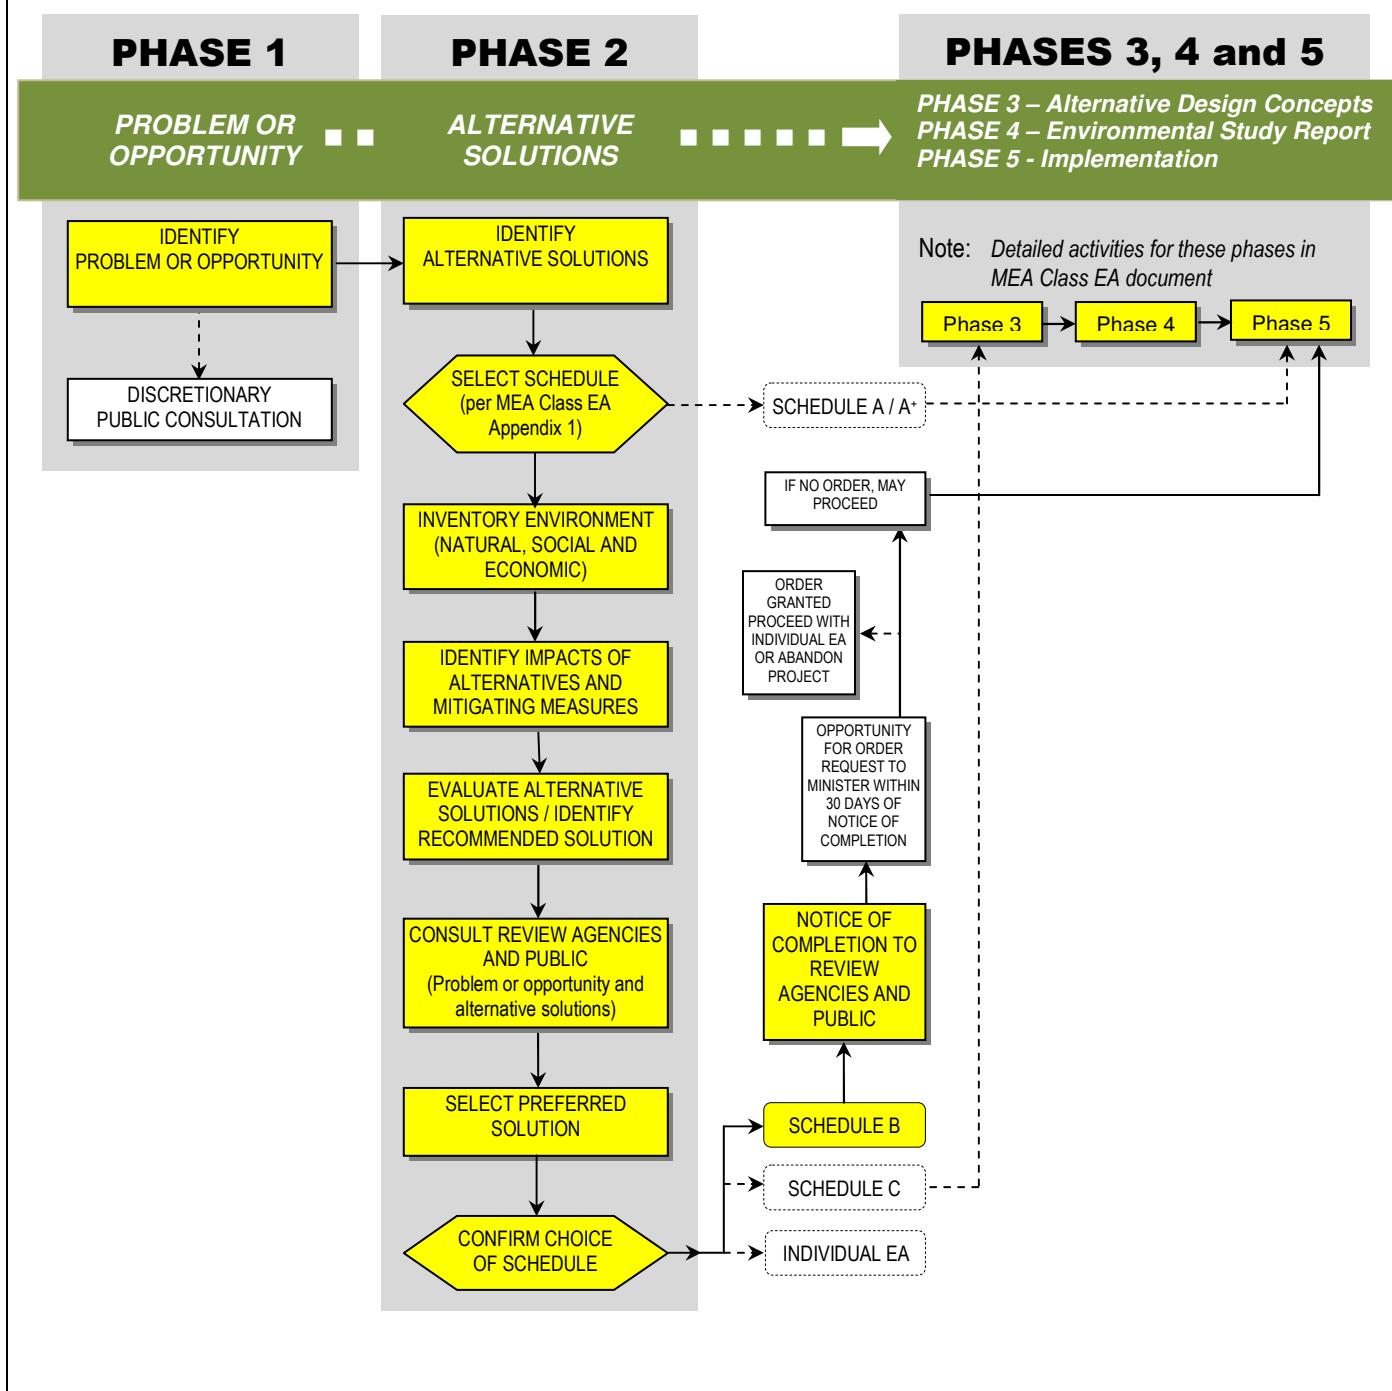 PHASE 1
PHASE 2
PHASES 3, 4 and 5
PROBLEM OR
OPPORTUNITY
ALTERNATIVE
SOLUTIONS
PHASE 3 – Alternative Design Concepts
PHASE 4 – Environmental Study Report
PHASE 5 - Implementation
IDENTIFY
PROBLEM OR OPPORTUNITY
DISCRETIONARY
PUBLIC CONSULTATION
IDENTIFY
ALTERNATIVE SOLUTIONS
SELECT SCHEDULE
(per MEA Class EA
Appendix 1)
INVENTORY ENVIRONMENT
(NATURAL, SOCIAL AND
ECONOMIC)
IDENTIFY IMPACTS OF
ALTERNATIVES AND
MITIGATING MEASURES
EVALUATE ALTERNATIVE
SOLUTIONS / IDENTIFY
RECOMMENDED SOLUTION
CONSULT REVIEW AGENCIES
AND PUBLIC
(Problem or opportunity and
alternative solutions)
SELECT PREFERRED
SOLUTION
CONFIRM CHOICE
OF SCHEDULE
Note: Detailed activities for these phases in
MEA Class EA document
Phase 3
Phase 4
Phase 5
SCHEDULE A / A+
IF NO ORDER, MAY
PROCEED
ORDER
GRANTED
PROCEED WITH
INDIVIDUAL EA
OR ABANDON
PROJECT
OPPORTUNITY
FOR ORDER
REQUEST TO
MINISTER WITHIN
30 DAYS OF
NOTICE OF
COMPLETION
NOTICE OF
COMPLETION TO
REVIEW
AGENCIES AND
PUBLIC
SCHEDULE B
SCHEDULE C
INDIVIDUAL EA